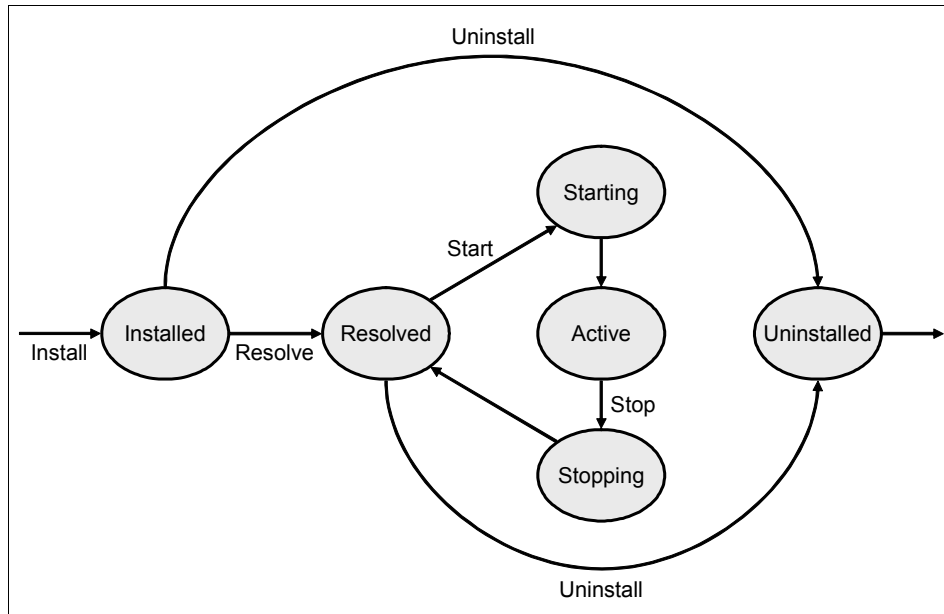 Uninstall
Starting
Start
Installed
Resolved
Active
Uninstalled
Install
Resolve
Stop
Stopping
Uninstall